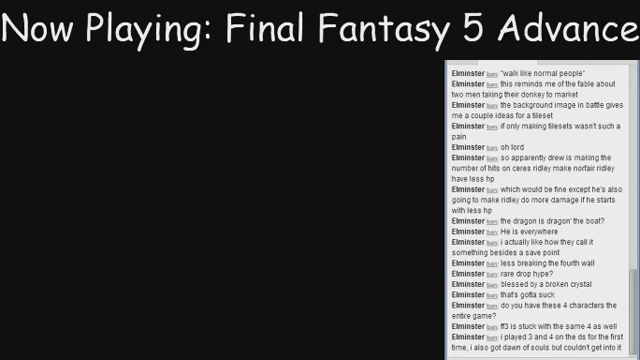 Now Playing: Final Fantasy 5 Advance
Elminster ban: "walk like normal people"
Elminster ban: this reminds me of the fable about
two men taking their donkey to market
Elminster ban: the background image in battle gives
me a couple ideas for a tileset
Elminster ban: if only making tilesets wasn't such a
pain
Elminster ban: oh lord
Elminster ban: so apparently drew is making the
number of hits on ceres ridley make norfair ridley
have less hp
Elminster ban: which would be fine except he's also
going to make ridley do more damage if he starts
with less hp
Elminster ban: the dragon is dragon' the boat?
Elminster ban: He is everywhere
Elminster ban: i actually like how they call it
something besides a save point
Elminster ban: less breaking the fourth wall
Elminster ban: rare drop hype?
Elminster ban: blessed by a broken crystal
Elminster ban: that's gotta suck
Elminster ban: do you have these 4 characters the
entire game?
Elminster ban: ff3 is stuck with the same 4 as well
Elminster ban: i played 3 and 4 on the ds for the first
time, i also got dawn of souls but couldn't get into it